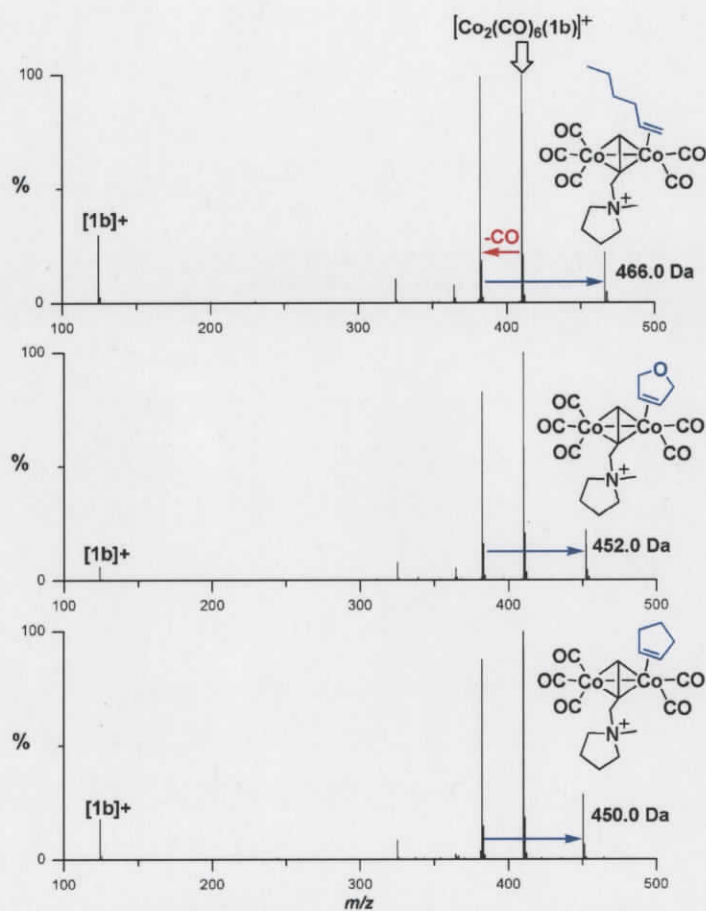 [Co₂(CO)₆(1b)]⁺
100
%
0
[1b]+
-CO
466.0 Da
OC
OC
OC
Co
Co
CO
CO
N
+
100
200
300
400
500
100
%
0
[1b]+
452.0 Da
O
OC
OC
OC
Co
Co
CO
CO
N
+
100
200
300
400
500
100
%
0
[1b]+
450.0 Da
OC
OC
OC
Co
Co
CO
CO
N
+
100
200
300
400
500
m/z